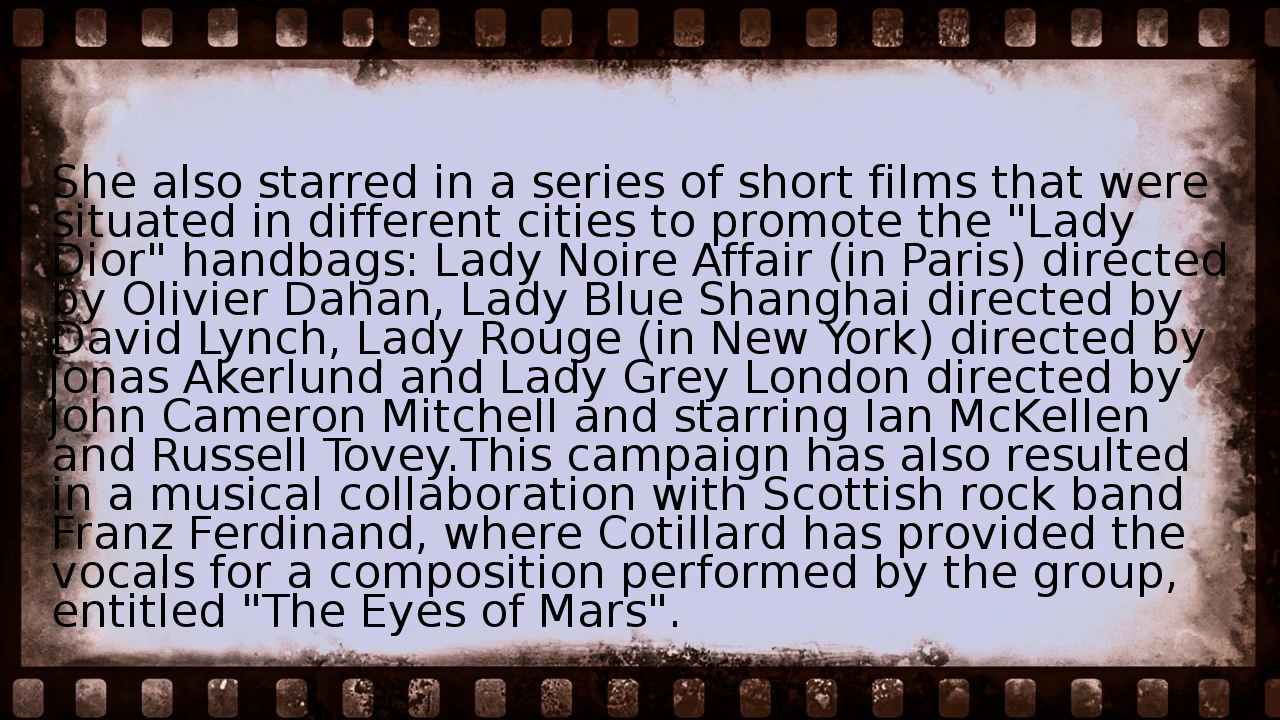 She also starred in a series of short films that were
situated in different cities to promote the "Lady
Dior" handbags: Lady Noire Affair (in Paris) directed
by Olivier Dahan, Lady Blue Shanghai directed by
David Lynch, Lady Rouge (in New York) directed by
Jonas Akerlund and Lady Grey London directed by
John Cameron Mitchell and starring Ian McKellen
and Russell Tovey.This campaign has also resulted
in a musical collaboration with Scottish rock band
Franz Ferdinand, where Cotillard has provided the
vocals for a composition performed by the group,
entitled "The Eyes of Mars".